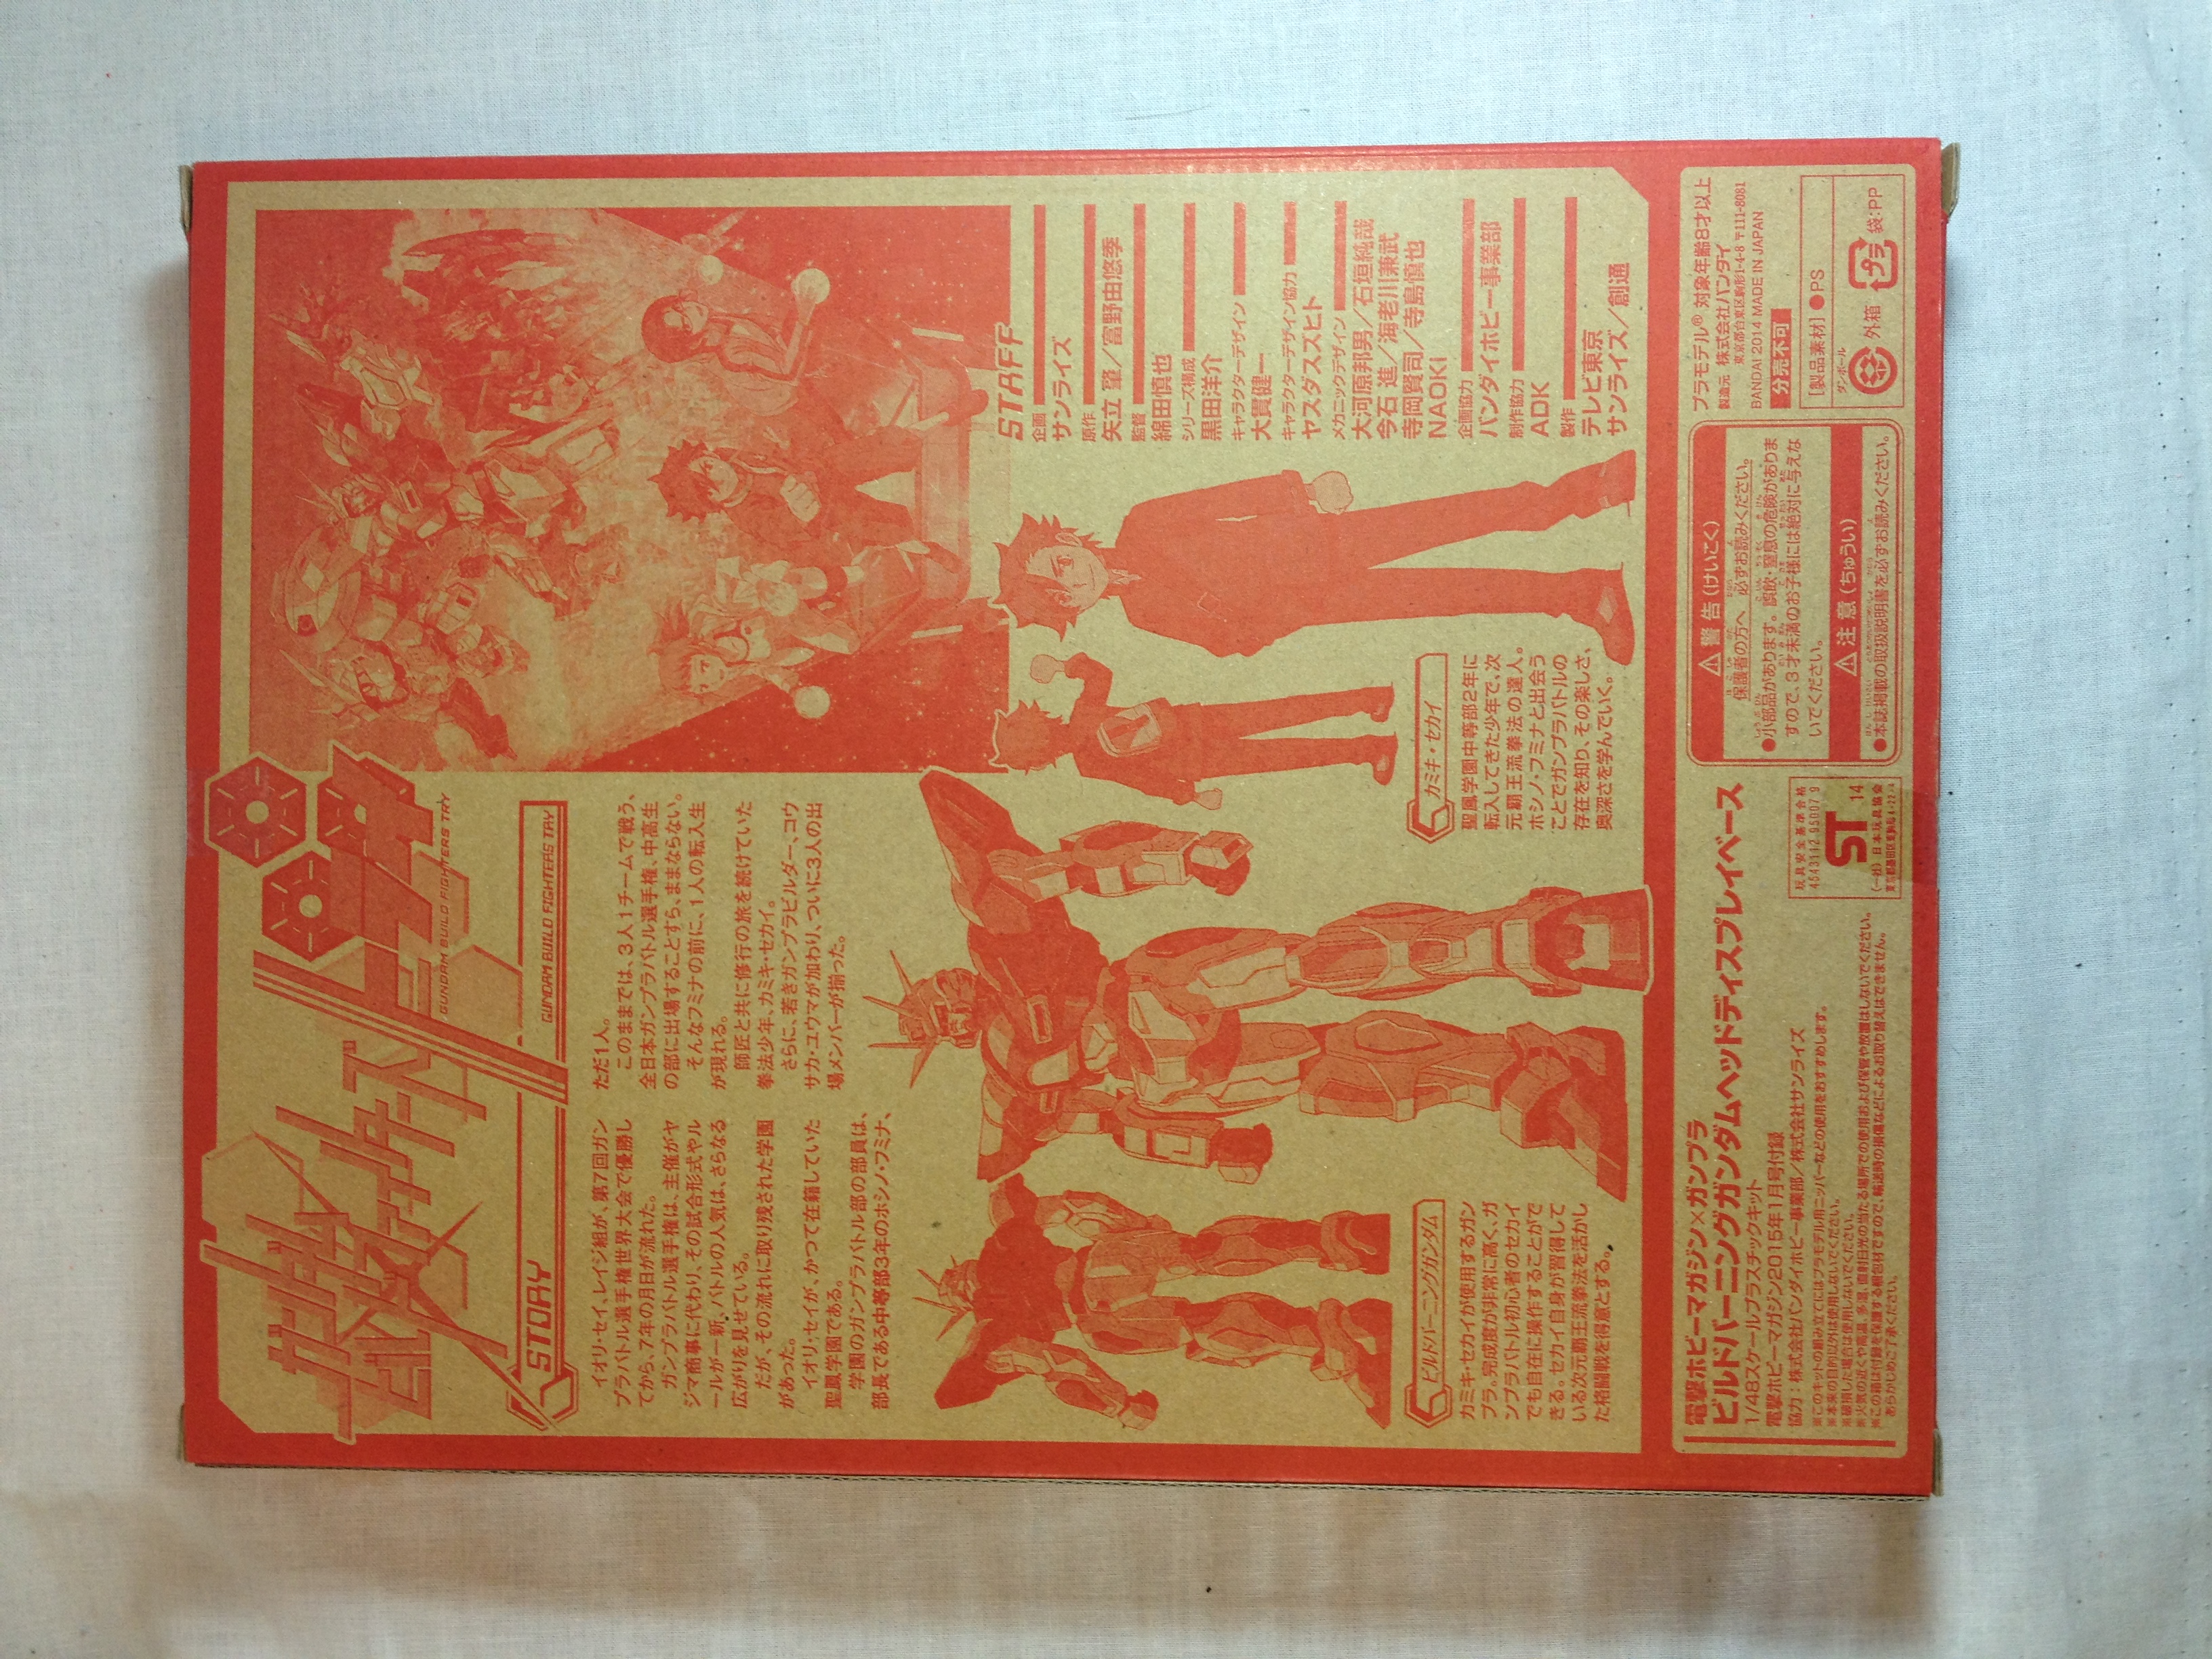 ガンダム
ビルドファイターズ
トライ
GUNDAM BUILD FIGHTERS TRY
STORY
GUNDAM BUILD FIGHTERS TRY
イオリ・セイ、レイジ組が、第7回ガン
プラバトル選手権世界大会で優勝し
てから、7年の月日が流れた。
ガンプラバトル選手権は、主催がヤ
ジマ商事に代わり、その試合形式やル
ールが一新、バトルの人気は、さらなる
広がりを見せている。
だが、その流れに取り残された学園
があった。
イオリ・セイが、かつて在籍していた
聖鳳学園である。
学園のガンプラバトル部の部員は、
部長である中等部3年のホシノ・フミナ、
ただ1人。
このままでは、3人1チームで戦う、
全日本ガンプラバトル選手権、中高生
の部に出場することすら、ままならない。
そんなフミナの前に、1人の転入生
が現れる。
師匠と共に修行の旅を続けていた
拳法少年、カミキ・セカイ。
さらに、若きガンプラビルダー、コウ
サカ・ユウマが加わり、ついに3人の出
場メンバーが揃った。
ビルドバーニングガンダム
カミキ・セカイが使用するガン
プラ。完成度が非常に高く、ガ
ンプラバトル初心者のセカイ
でも自在に操作することがで
きる。セカイ自身が習得して
いる次元覇王流拳法を活かし
た格闘戦を得意とする。
カミキ・セカイ
聖鳳学園中等部2年に
転入してきた少年で、次
元覇王流拳法の達人。
ホシノ・フミナと出会う
ことでガンプラバトルの
存在を知り、その楽しさ、
奥深さを学んでいく。
STAFF
企画
サンライズ
原作
矢立 肇／富野由悠季
監督
綿田慎也
シリーズ構成
黒田洋介
キャラクターデザイン
大貫健一
キャラクターデザイン協力
ヤスダスズヒト
メカニックデザイン
大河原邦男／石垣純哉
今石 進／海老川兼武
寺岡賢司／寺島慎也
NAOKI
企画協力
バンダイホビー事業部
制作協力
ADK
製作
テレビ東京
サンライズ／創通
電撃ホビーマガジン×ガンプラ
ビルドバーニングガンダムヘッドディスプレイベース
1/48スケールプラスチックキット
電撃ホビーマガジン2015年1月号付録
協力：株式会社バンダイホビー事業部／株式会社サンライズ
※このキットの組み立てにはプラモデル用ニッパーなどの使用をおすすめします。
※本来の目的以外は使用しないでください。
※破損した場合は使用しないでください。
※火気の近くや高温、多湿、直射日光の当たる場所での使用および保管や放置はしないでください。
※この箱は付録を保護する梱包材ですので、輸送時の損傷などによるお取り替えはできません。
あらかじめご了承ください。
玩具安全基準合格
4543112 95007 9
ST 14
(一社) 日本玩具協会
東京都墨田区東駒形4-22-4
警告(けいこく)
保護者の方へ 必ずお読みください。
●小部品があります。誤飲・窒息の危険がありま
すので、3才未満のお子様には絶対に与えな
いでください。
注意(ちゅうい)
●本誌掲載の取扱説明書を必ずお読みください。
プラモデル® 対象年齢8才以上
製造元 株式会社バンダイ
東京都台東区駒形1-4-8 〒111-8081
BANDAI 2014 MADE IN JAPAN
分売不可
[製品素材] ●PS
ダンボール
外箱
プラ
袋:PP